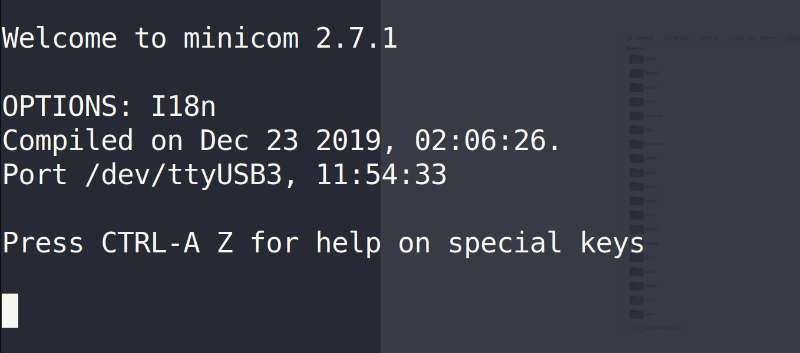 Welcome to minicom 2.7.1
OPTIONS: I18n
Compiled on Dec 23 2019, 02:06:26.
Port /dev/ttyUSB3, 11:54:33
Press CTRL-A Z for help on special keys